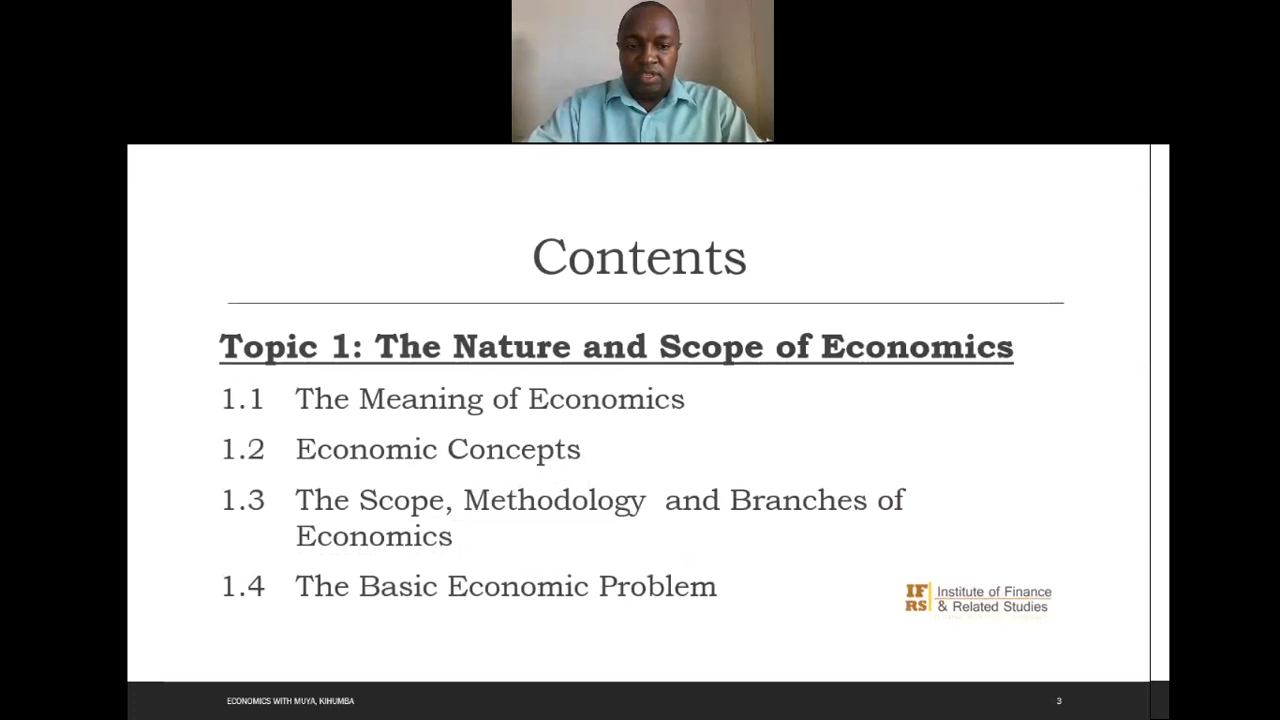 Contents
Topic 1: The Nature and Scope of Economics
1.1 The Meaning of Economics
1.2 Economic Concepts
1.3 The Scope, Methodology and Branches of
Economics
1.4 The Basic Economic Problem
IF Institute of Finance
RS & Related Studies
ECONOMICS WITH MUYA, KIHUMBA
3